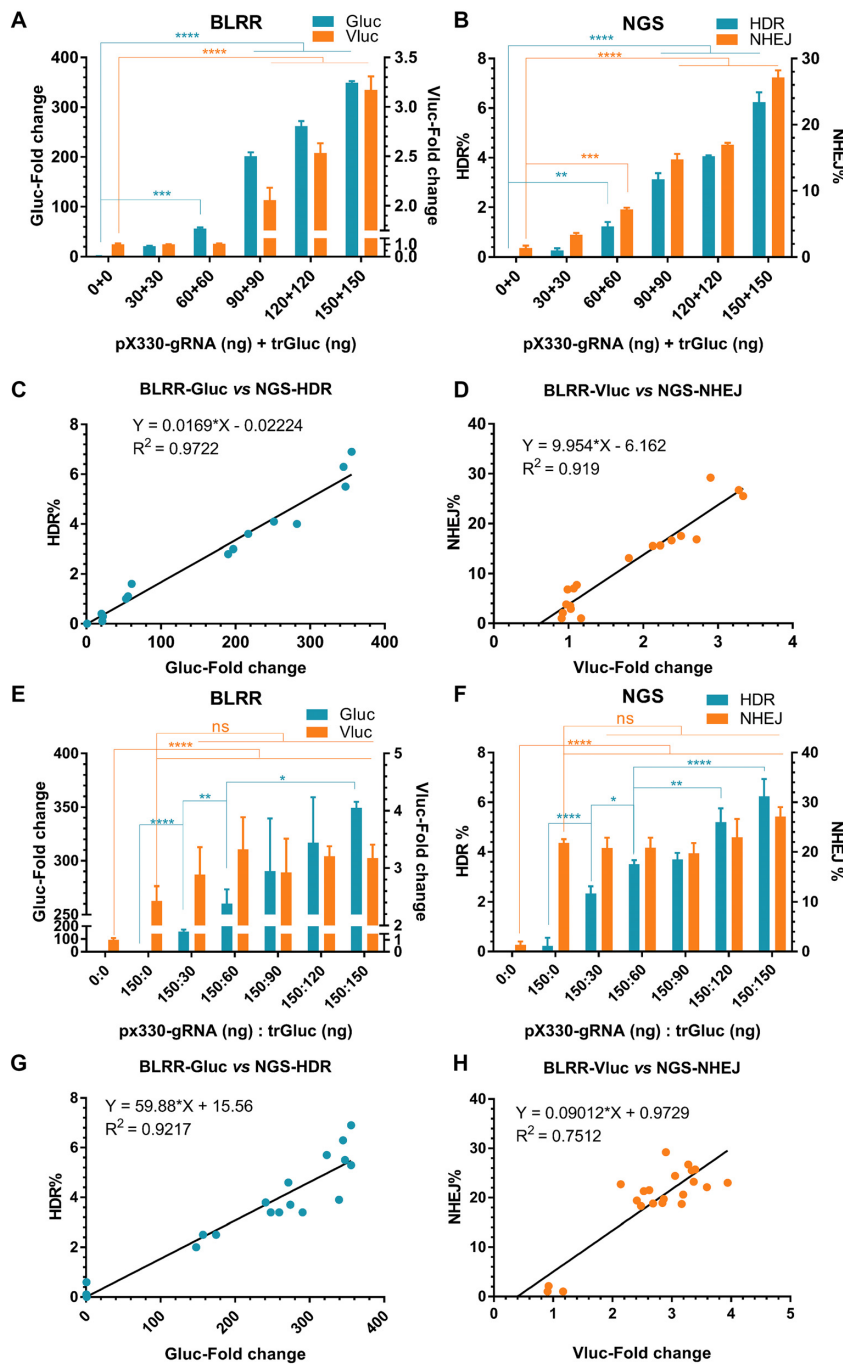 A
BLRR
Gluc
Vluc
****
****
***
Gluc-Fold change
400
300
200
100
0
Vluc-Fold change
3.5
3.0
2.5
2.0
1.0
0.0
0+0
30+30
60+60
90+90
120+120
150+150
pX330-gRNA (ng) + trGluc (ng)
B
NGS
HDR
NHEJ
****
****
***
**
HDR%
8
6
4
2
0
NHEJ%
30
20
10
0
0+0
30+30
60+60
90+90
120+120
150+150
pX330-gRNA (ng) + trGluc (ng)
C
BLRR-Gluc vs NGS-HDR
Y = 0.0169*X - 0.02224
R2 = 0.9722
HDR%
8
6
4
2
0
0
100
200
300
400
Gluc-Fold change
D
BLRR-Vluc vs NGS-NHEJ
Y = 9.954*X - 6.162
R2 = 0.919
NHEJ%
40
30
20
10
0
0
1
2
3
4
Vluc-Fold change
E
BLRR
Gluc
Vluc
ns
****
*
**
****
Gluc-Fold change
400
350
300
250
200
100
0
Vluc-Fold change
5
4
3
2
1
0
0:0
150:0
150:30
150:60
150:90
150:120
150:150
px330-gRNA (ng) : trGluc (ng)
F
NGS
HDR
NHEJ
ns
****
****
**
*
****
HDR %
8
6
4
2
0
NHEJ %
40
30
20
10
0
0:0
150:0
150:30
150:60
150:90
150:120
150:150
pX330-gRNA (ng) : trGluc (ng)
G
BLRR-Gluc vs NGS-HDR
Y = 59.88*X + 15.56
R2 = 0.9217
HDR%
8
6
4
2
0
0
100
200
300
400
Gluc-Fold change
H
BLRR-Vluc vs NGS-NHEJ
Y = 0.09012*X + 0.9729
R2 = 0.7512
NHEJ%
40
30
20
10
0
0
1
2
3
4
5
Vluc-Fold change